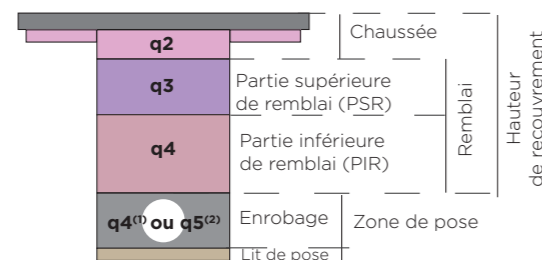 q2
Chaussée
q3
Partie supérieure
de remblai (PSR)
q4
Partie inférieure
de remblai (PIR)
Remblai
Hauteur
de recouvrement
q4⁽¹⁾ ou q5⁽²⁾
Enrobage
Zone de pose
Lit de pose